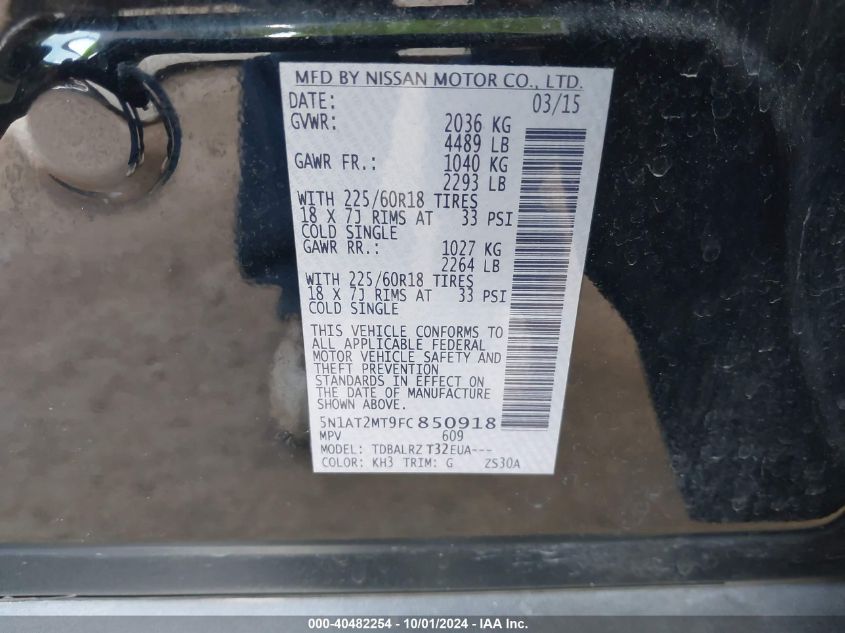 MFD BY NISSAN MOTOR CO., LTD.
DATE: 03/15
GVWR: 2036 KG
4489 LB
GAWR FR.: 1040 KG
2293 LB
WITH 225/60R18 TIRES
18 X 7J RIMS AT 33 PSI
COLD SINGLE
GAWR RR.: 1027 KG
2264 LB
WITH 225/60R18 TIRES
18 X 7J RIMS AT 33 PSI
COLD SINGLE
THIS VEHICLE CONFORMS TO
ALL APPLICABLE FEDERAL
MOTOR VEHICLE SAFETY AND
THEFT PREVENTION
STANDARDS IN EFFECT ON
THE DATE OF MANUFACTURE
SHOWN ABOVE.
5N1AT2MT9FC850918
MPV 609
MODEL: TDBALRZ T32EUA---
COLOR: KH3 TRIM: G ZS30A
000-40482254 - 10/01/2024 - IAA Inc.